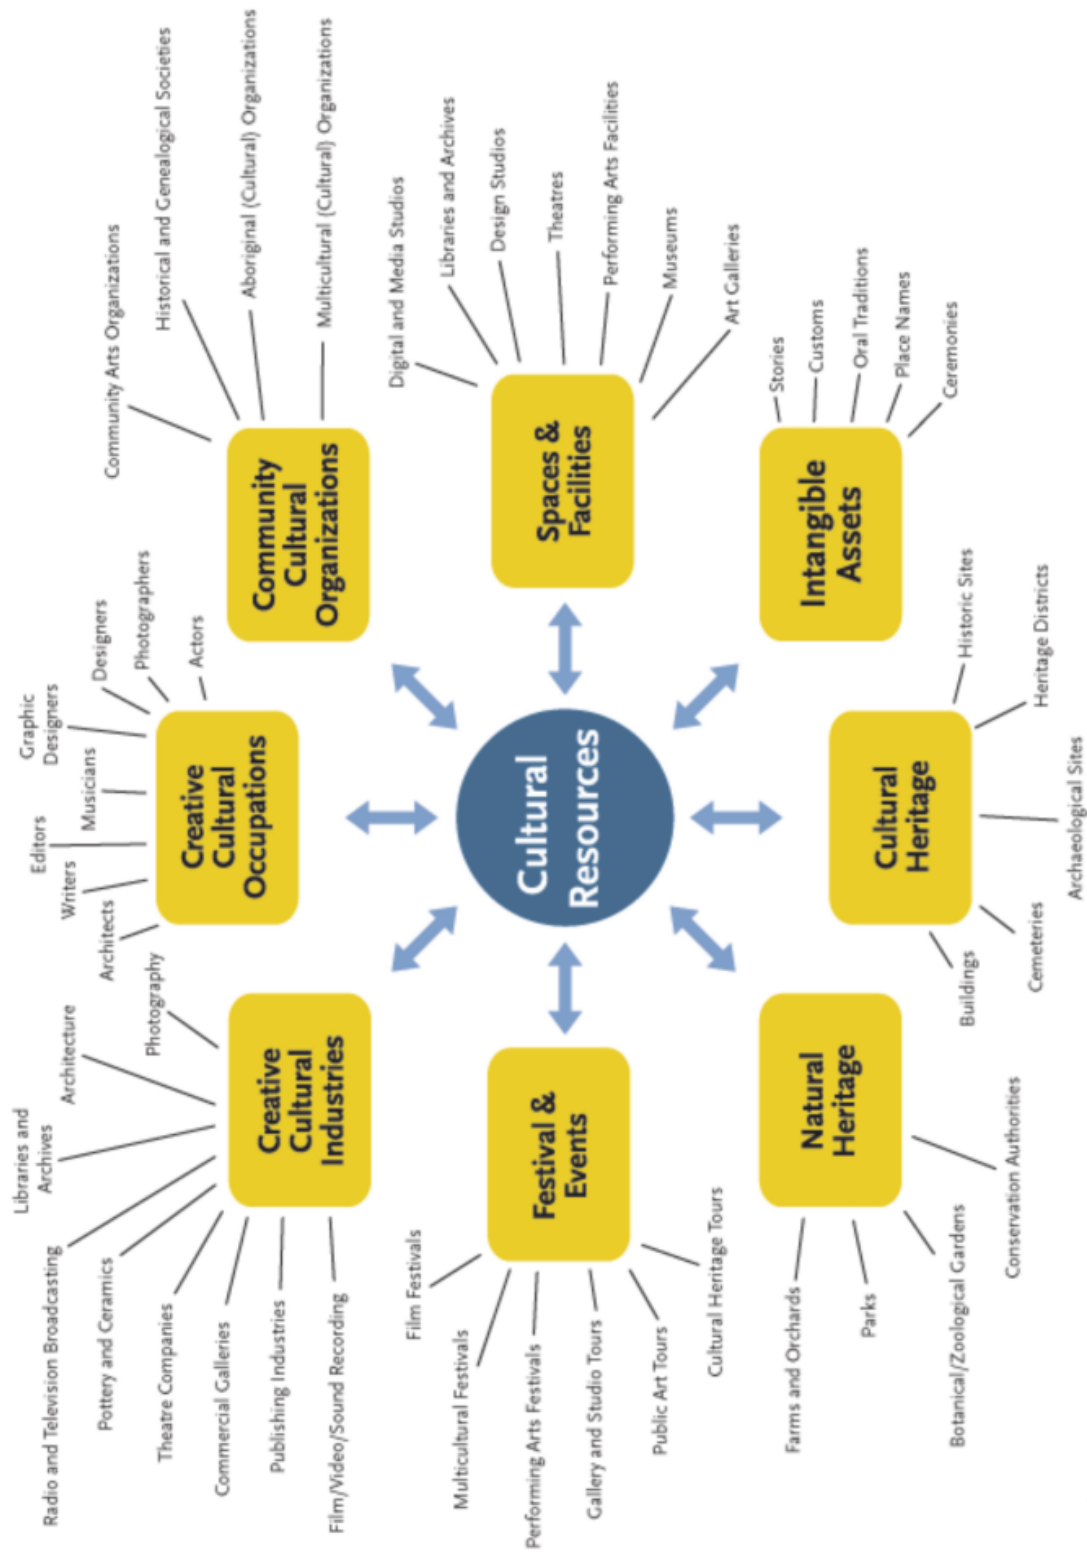 Cultural
Resources
Creative
Cultural
Occupations
Architects
Writers
Editors
Musicians
Graphic
Designers
Designers
Photographers
Actors
Community
Cultural
Organizations
Community Arts Organizations
Historical and Genealogical Societies
Aboriginal (Cultural) Organizations
Multicultural (Cultural) Organizations
Spaces &
Facilities
Digital and Media Studios
Libraries and Archives
Design Studios
Theatres
Performing Arts Facilities
Museums
Art Galleries
Intangible
Assets
Stories
Customs
Oral Traditions
Place Names
Ceremonies
Cultural
Heritage
Historic Sites
Heritage Districts
Archaeological Sites
Cemeteries
Buildings
Natural
Heritage
Farms and Orchards
Parks
Botanical/Zoological Gardens
Conservation Authorities
Festival &
Events
Film Festivals
Multicultural Festivals
Performing Arts Festivals
Gallery and Studio Tours
Public Art Tours
Cultural Heritage Tours
Creative
Cultural
Industries
Photography
Architecture
Libraries and
Archives
Radio and Television Broadcasting
Pottery and Ceramics
Theatre Companies
Commercial Galleries
Publishing Industries
Film/Video/Sound Recording